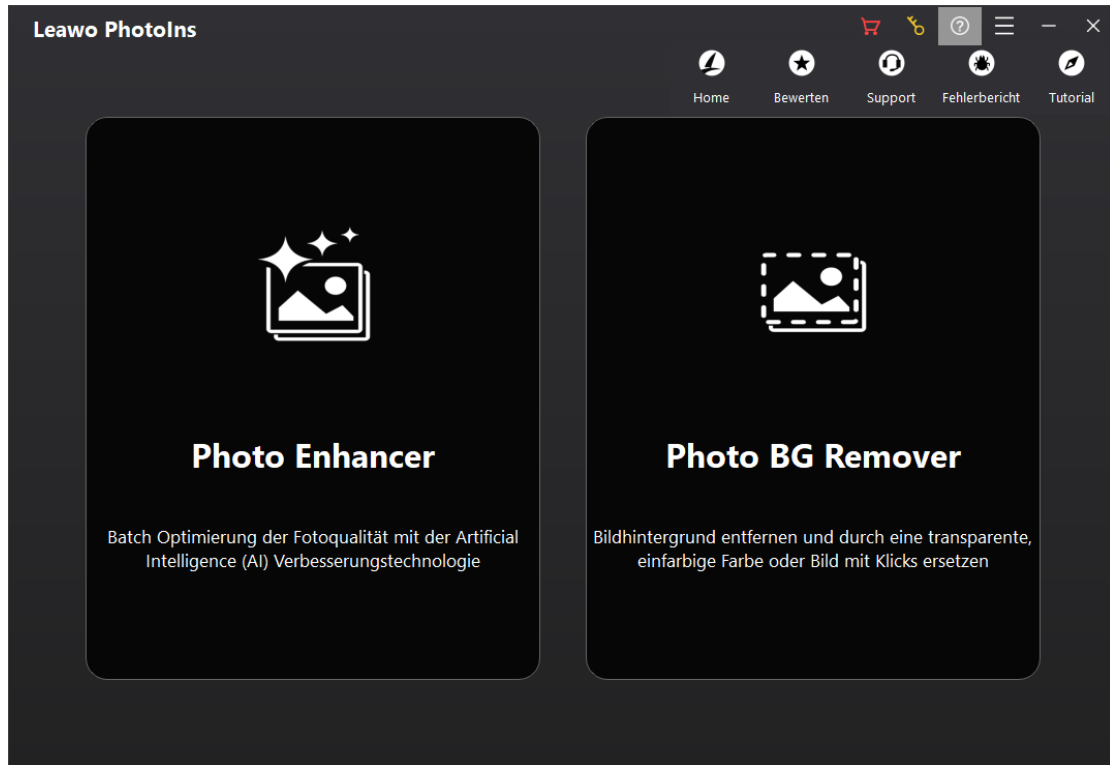 Leawo PhotoIns
Home Bewerten Support Fehlerbericht Tutorial
Photo Enhancer
Batch Optimierung der Fotoqualität mit der Artificial
Intelligence (AI) Verbesserungstechnologie
Photo BG Remover
Bildhintergrund entfernen und durch eine transparente,
einfarbige Farbe oder Bild mit Klicks ersetzen